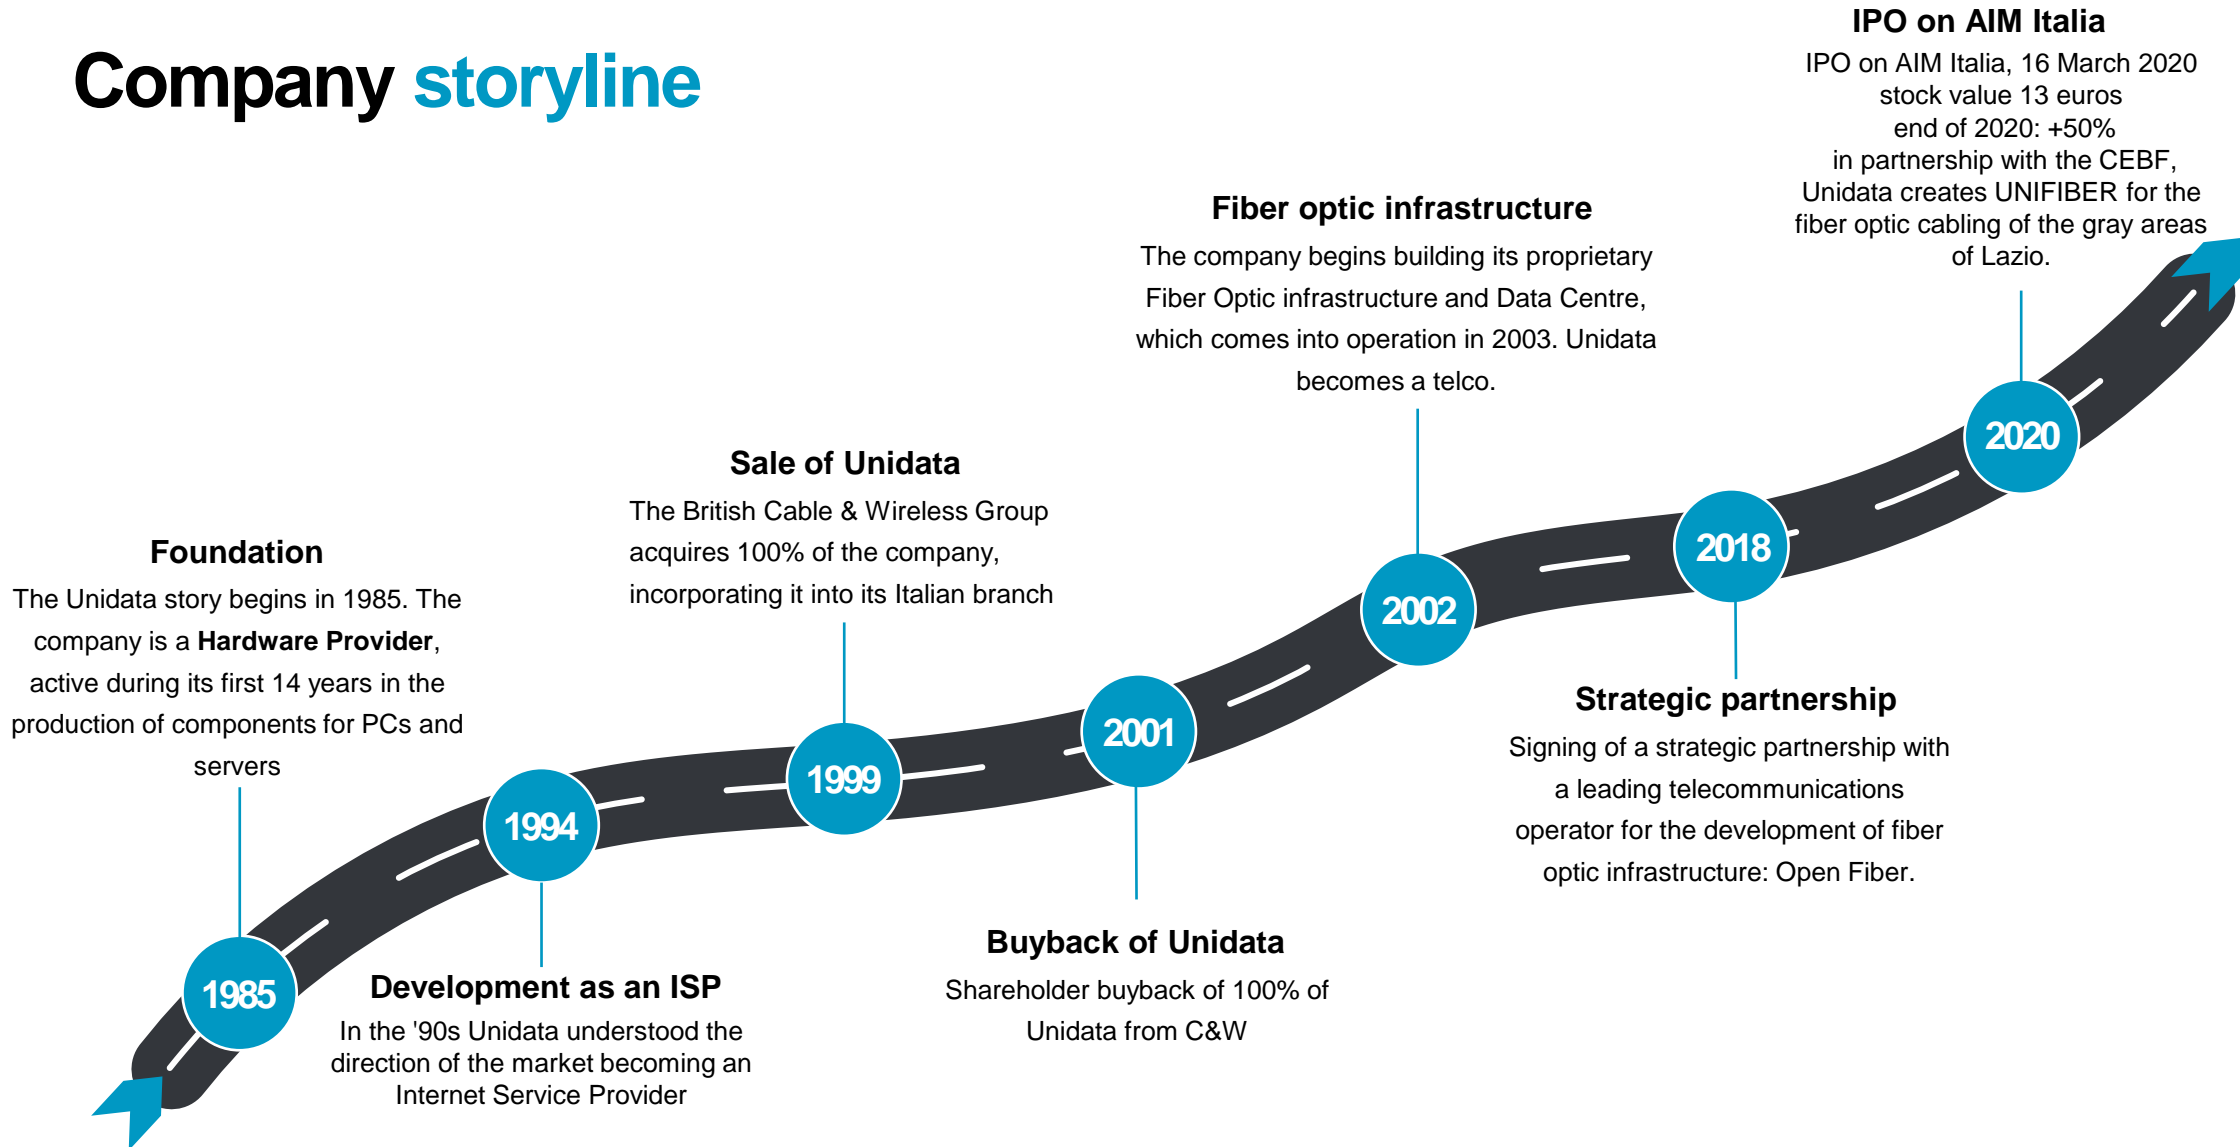 Company storyline
Foundation
The Unidata story begins in 1985. The
company is a Hardware Provider,
active during its first 14 years in the
production of components for PCs and
servers
1985
1994
Development as an ISP
In the '90s Unidata understood the
direction of the market becoming an
Internet Service Provider
Sale of Unidata
The British Cable & Wireless Group
acquires 100% of the company,
incorporating it into its Italian branch
1999
2001
Buyback of Unidata
Shareholder buyback of 100% of
Unidata from C&W
Fiber optic infrastructure
The company begins building its proprietary
Fiber Optic infrastructure and Data Centre,
which comes into operation in 2003. Unidata
becomes a telco.
2002
2018
Strategic partnership
Signing of a strategic partnership with
a leading telecommunications
operator for the development of fiber
optic infrastructure: Open Fiber.
IPO on AIM Italia
IPO on AIM Italia, 16 March 2020
stock value 13 euros
end of 2020: +50%
in partnership with the CEBF,
Unidata creates UNIFIBER for the
fiber optic cabling of the gray areas
of Lazio.
2020